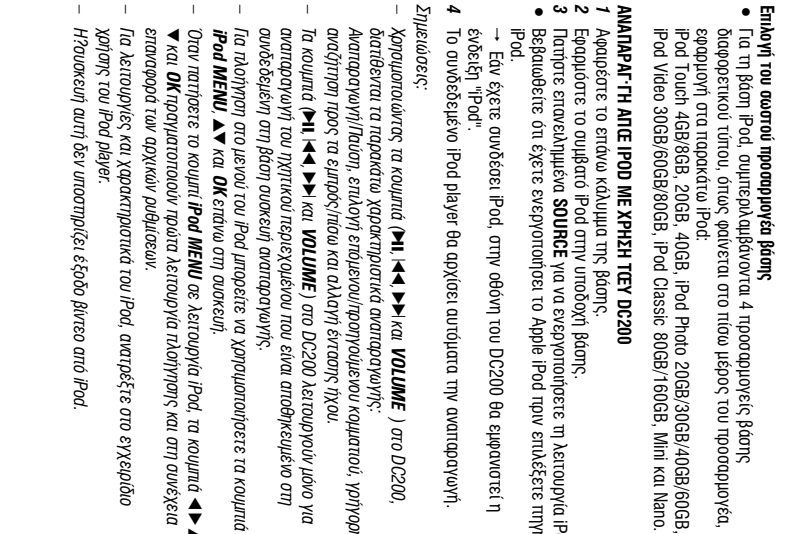 Επιλογή του σωστού προσαρμογέα βάσης
● Για τη βάση iPod, συμπεριλαμβάνονται 4 προσαρμογείς βάσης
διαφορετικού τύπου, όπως φαίνεται στο πίσω μέρος του προσαρμογέα,
εφαρμογή στα παρακάτω iPod:
iPod Touch 4GB/8GB, 20GB, 40GB, iPod Photo 20GB/30GB/40GB/60GB,
iPod Video 30GB/60GB/80GB, iPod Classic 80GB/160GB, Mini και Nano.
ΑΝΑΠΑΡΑΓ·ΓΗ ΑΠŒ IPOD ΜΕ ΧΡΗΣΗ ΤŒΥ DC200
1 Αφαιρέστε το επάνω κάλυμμα της βάσης.
2 Εφαρμόστε το συμβατό iPod στην υποδοχή βάσης.
3 Πατήστε επανειλημμένα SOURCE για να ενεργοποιήσετε τη λειτουργία iP
● Βεβαιωθείτε ότι έχετε ενεργοποιήσει το Apple iPod πριν επιλέξετε πηγή
iPod.
→ Εάν έχετε συνδέσει iPod, στην οθόνη του DC200 θα εμφανιστεί η
ένδειξη "iPod".
4 Το συνδεδεμένο iPod player θα αρχίσει αυτόματα την αναπαραγωγή.
Σημειώσεις:
– Χρησιμοποιώντας τα κουμπιά (▶II, |◀◀, ▶▶| και VOLUME ) στο DC200,
διατίθενται τα παρακάτω χαρακτηριστικά αναπαραγωγής:
Αναπαραγωγή/Παύση, επιλογή επόμενου/προηγούμενου κομματιού, γρήγορη
αναζήτηση προς τα εμπρός/πίσω και αλλαγή έντασης ήχου.
– Τα κουμπιά (▶II, |◀◀, ▶▶| και VOLUME ) στο DC200 λειτουργούν μόνο για
αναπαραγωγή του ηχητικού περιεχομένου που είναι αποθηκευμένο στη
συνδεδεμένη στη βάση συσκευή αναπαραγωγής.
– Για πλοήγηση στο μενού του iPod μπορείτε να χρησιμοποιήσετε τα κουμπιά
iPod MENU ▲▼ και OK επάνω στη συσκευή.
– Όταν πατήσετε το κουμπί iPod MENU σε λειτουργία iPod, τα κουμπιά ◀▶ ▲
▼ και OK πραγματοποιούν πρώτα λειτουργία πλοήγησης και στη συνέχεια
επαναφορά των αρχικών ρυθμίσεων.
– Για λειτουργίες και χαρακτηριστικά του iPod, ανατρέξτε στο εγχειρίδιο
χρήσης του iPod player.
– Η?συσκευή αυτή δεν υποστηρίζει έξοδο βίντεο από iPod.